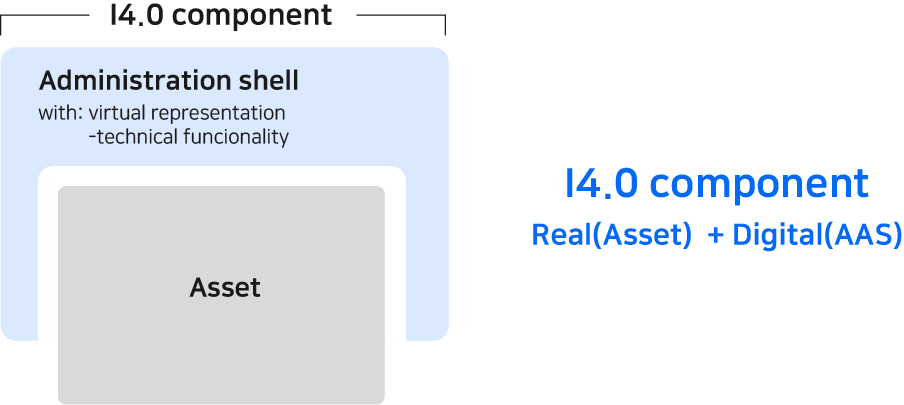 I4.0 component
Administration shell
with: virtual representation
-technical funcionality
Asset
I4.0 component
Real(Asset) + Digital(AAS)